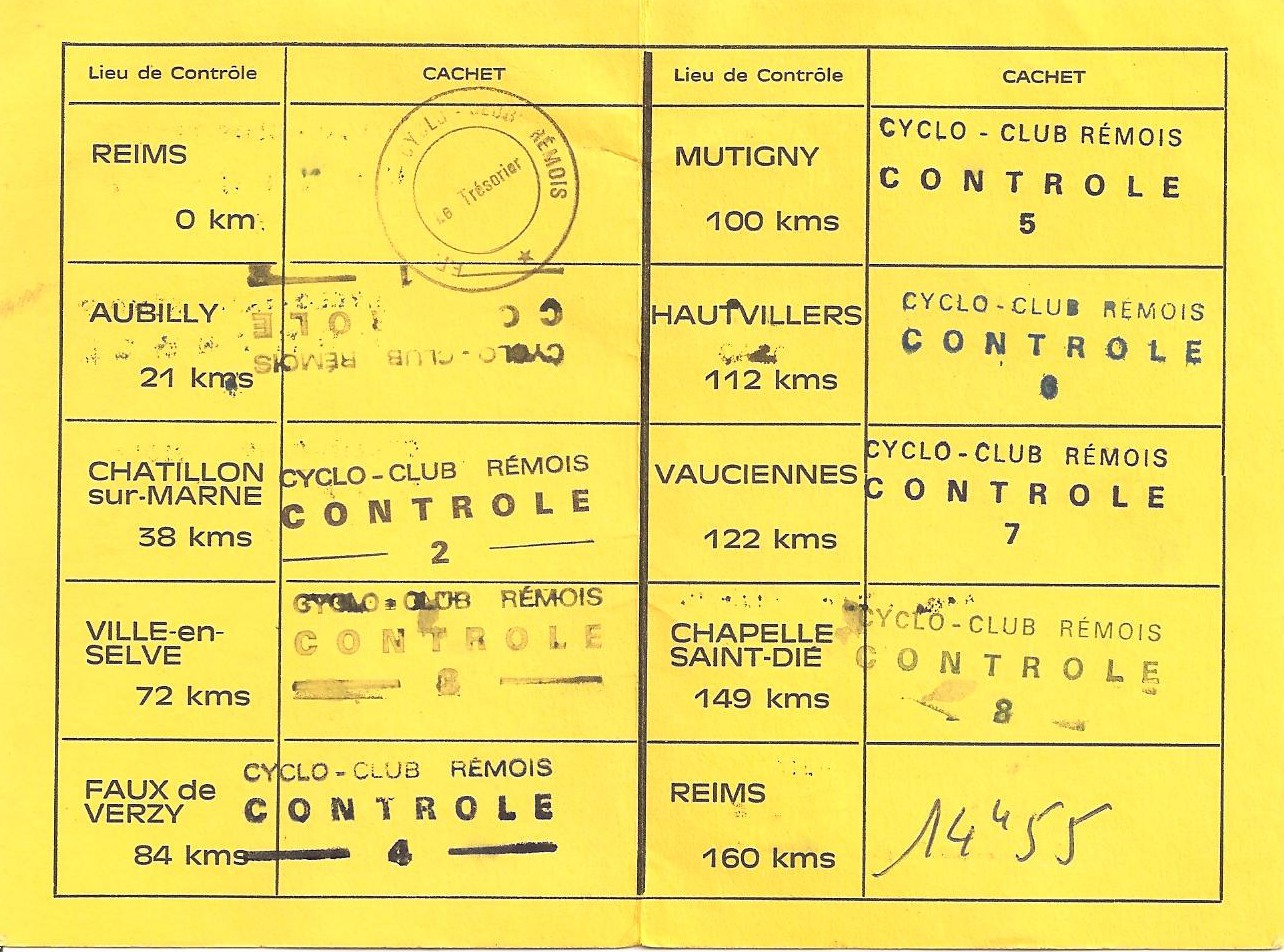 Lieu de Contrôle
CACHET
REIMS
0 km
CYCLO - CLUB RÉMOIS
Le Trésorier
AUBILLY
21 kms
1
CYCLO-CLUB RÉMOIS
CHATILLON
sur-MARNE
38 kms
CYCLO-CLUB RÉMOIS
CONTROLE
2
VILLE-en-
SELVE
72 kms
CYCLO-CLUB RÉMOIS
CONTROLE
FAUX de
VERZY
84 kms
CYCLO-CLUB RÉMOIS
CONTROLE
4
Lieu de Contrôle
CACHET
MUTIGNY
100 kms
CYCLO - CLUB RÉMOIS
CONTROLE
5
HAUTVILLERS
112 kms
CYCLO-CLUB RÉMOIS
CONTROLE
6
VAUCIENNES
122 kms
CYCLO-CLUB RÉMOIS
CONTROLE
7
CHAPELLE
SAINT-DIÉ
149 kms
CYCLO-CLUB RÉMOIS
CONTROLE
8
REIMS
160 kms
14h55